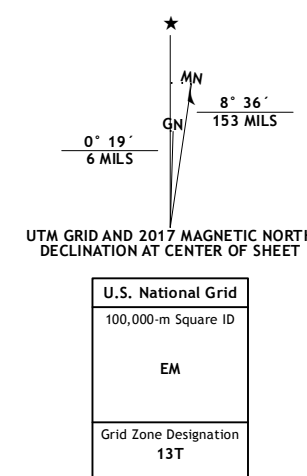 ★
MN
GN
8° 36´
153 MILS
0° 19´
6 MILS
UTM GRID AND 2017 MAGNETIC NORTH
DECLINATION AT CENTER OF SHEET
U.S. National Grid
100,000-m Square ID
EM
Grid Zone Designation
13T